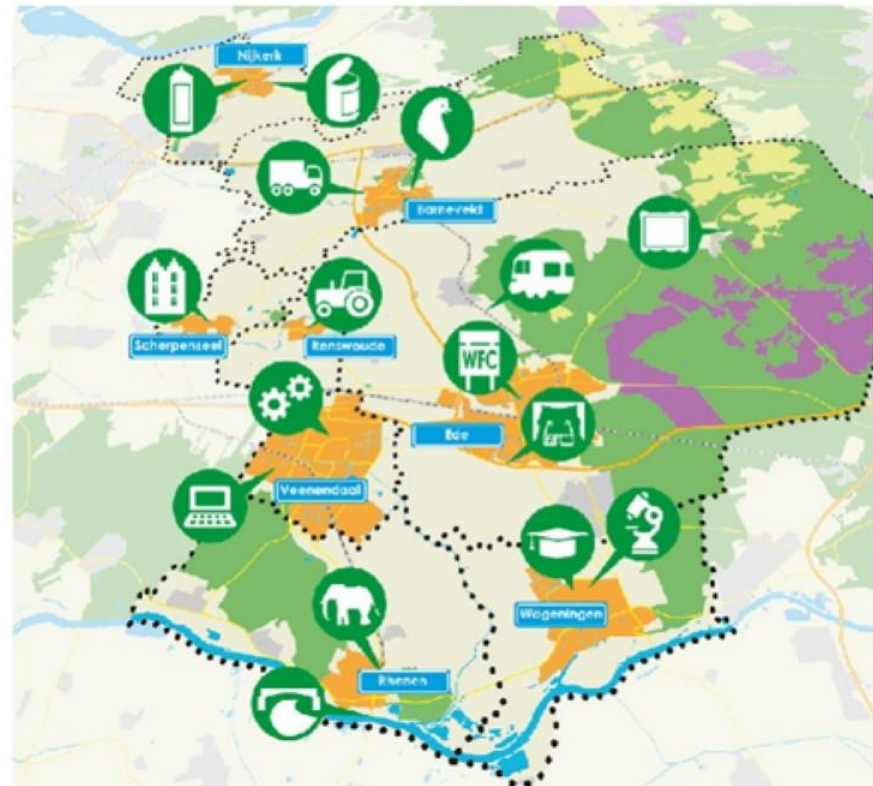 Nijkerk
Barneveld
Scherpenzeel
Renswoude
WFC
Ede
Veenendaal
Wageningen
Rhenen